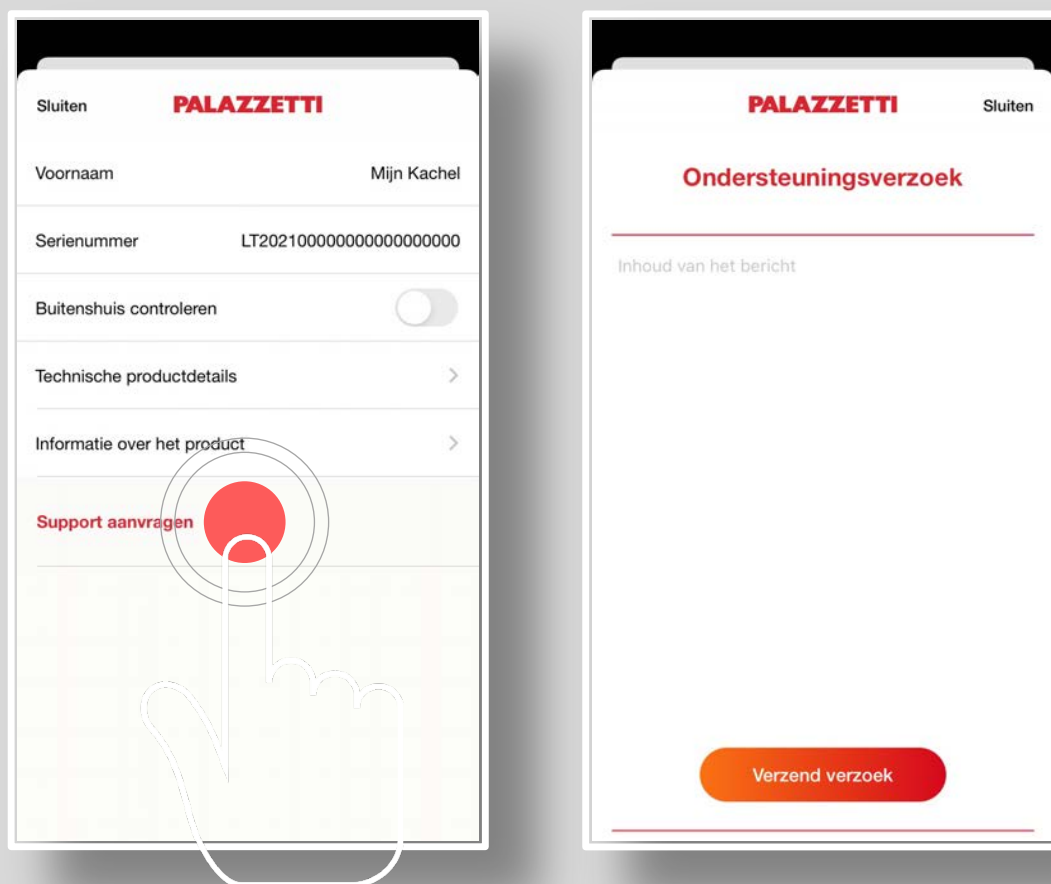 Sluiten PALAZZETTI
Voornaam Mijn Kachel
Serienummer LT202100000000000000000
Buitenshuis controleren
Technische productdetails
Informatie over het product
Support aanvragen
PALAZZETTI Sluiten
Ondersteuningsverzoek
Inhoud van het bericht
Verzend verzoek